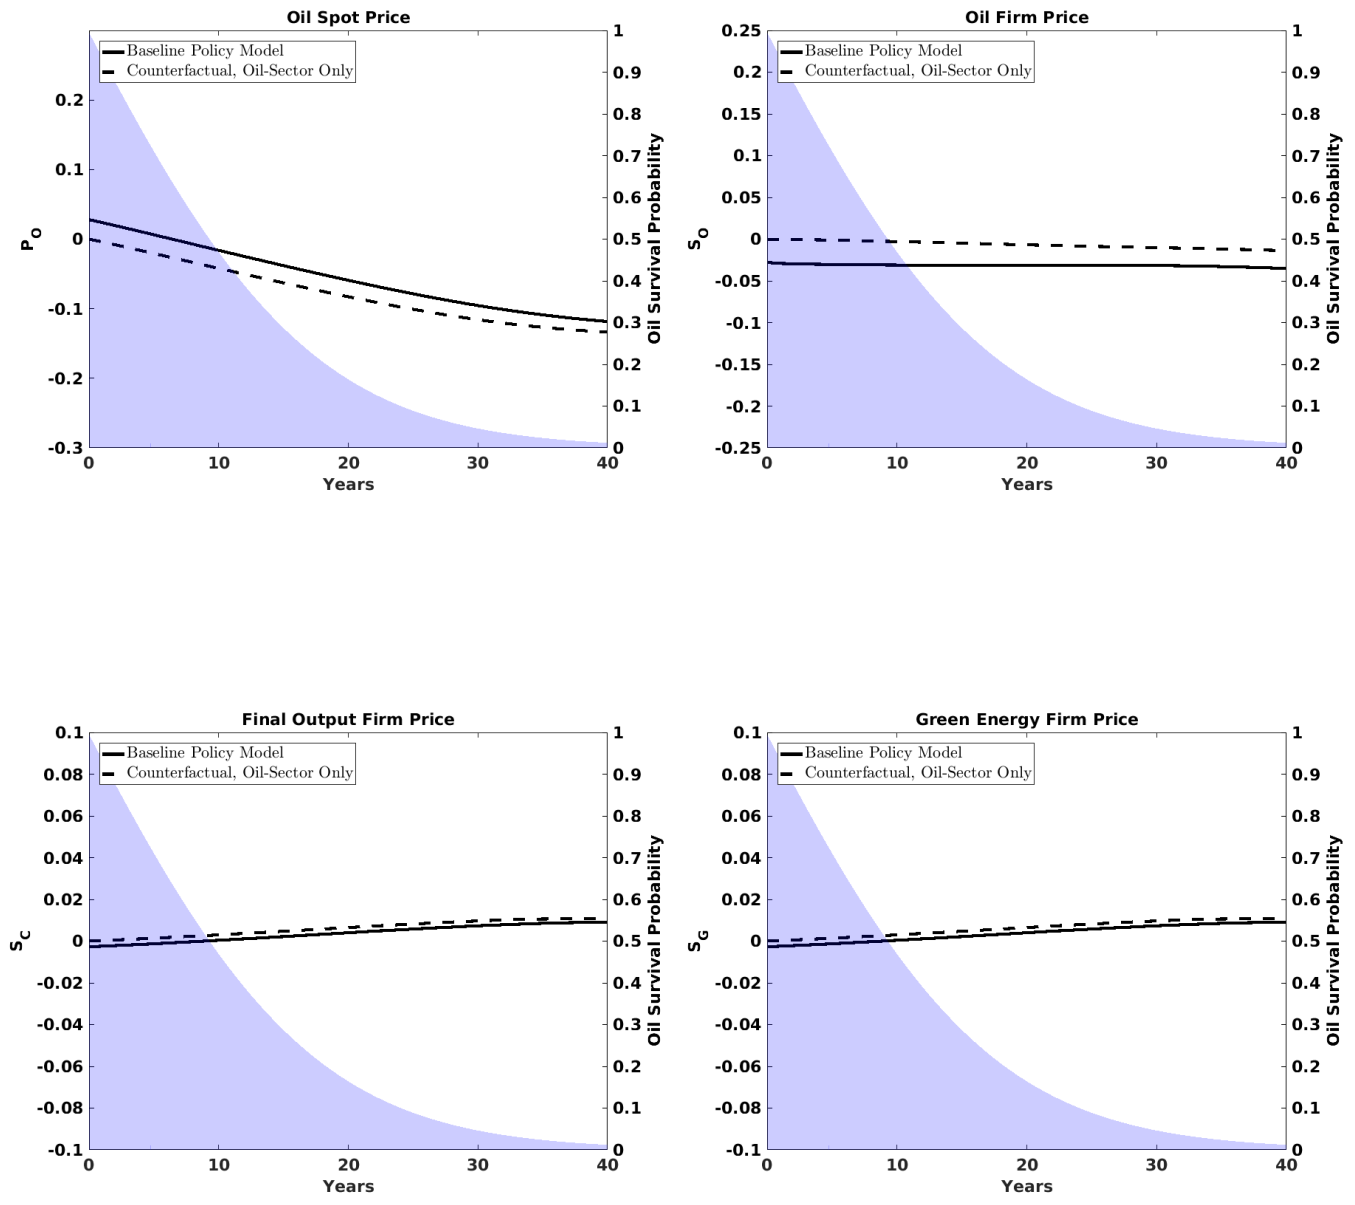 Oil Spot Price
Baseline Policy Model
Counterfactual, Oil-Sector Only
0.2
0.1
0
-0.1
-0.2
-0.3
P_O
1
0.9
0.8
0.7
0.6
0.5
0.4
0.3
0.2
0.1
0
Oil Survival Probability
0 10 20 30 40
Years
Oil Firm Price
Baseline Policy Model
Counterfactual, Oil-Sector Only
0.25
0.2
0.15
0.1
0.05
0
-0.05
-0.1
-0.15
-0.2
-0.25
S_O
1
0.9
0.8
0.7
0.6
0.5
0.4
0.3
0.2
0.1
0
Oil Survival Probability
0 10 20 30 40
Years
Final Output Firm Price
Baseline Policy Model
Counterfactual, Oil-Sector Only
0.1
0.08
0.06
0.04
0.02
0
-0.02
-0.04
-0.06
-0.08
-0.1
S_C
1
0.9
0.8
0.7
0.6
0.5
0.4
0.3
0.2
0.1
0
Oil Survival Probability
0 10 20 30 40
Years
Green Energy Firm Price
Baseline Policy Model
Counterfactual, Oil-Sector Only
0.1
0.08
0.06
0.04
0.02
0
-0.02
-0.04
-0.06
-0.08
-0.1
S_G
1
0.9
0.8
0.7
0.6
0.5
0.4
0.3
0.2
0.1
0
Oil Survival Probability
0 10 20 30 40
Years